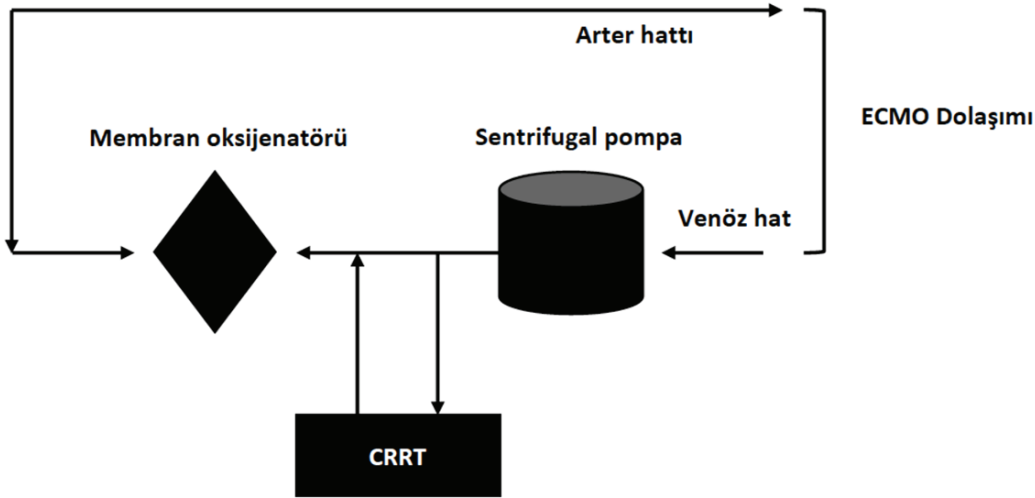 Arter hattı
ECMO Dolaşımı
Membran oksijenatörü
Sentrifugal pompa
Venöz hat
CRRT